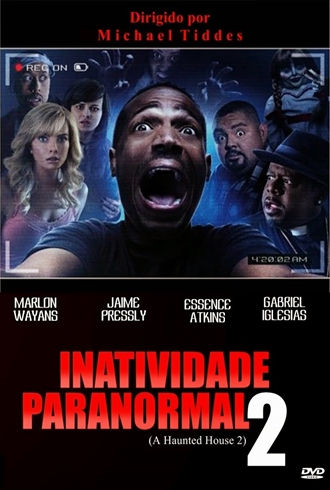 Dirigido por
Michael Tiddes
REC ON
4:20:02 AM
MARLON WAYANS
JAIME PRESSLY
ESSENCE ATKINS
GABRIEL IGLESIAS
INATIVIDADE
PARANORMAL 2
(A Haunted House 2)
DVD
VIDEO